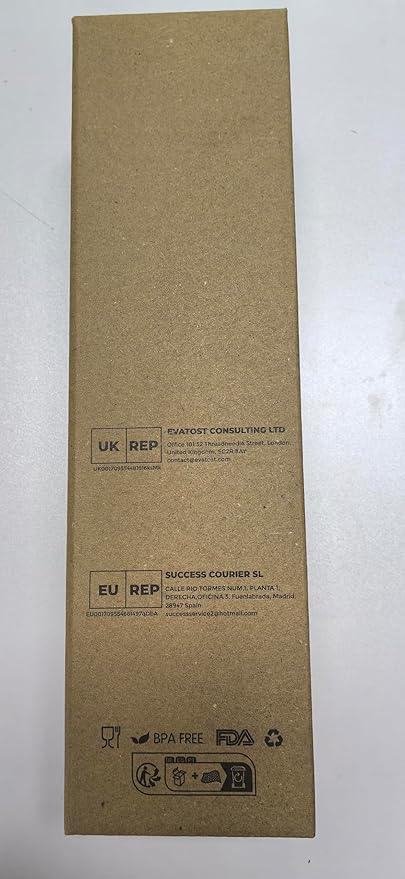 UK REP
EVATOST CONSULTING LTD
Office 101 32 Threadneedle Street, London,
United Kingdom, EC2R 8AY
contact@evatost.com
EU REP
SUCCESS COURIER SL
CALLE RIO TORMES NUM.1, PLANTA 1,
DERECHA,OFICINA 3, Fuenlabrada, Madrid
28947 Spain
successservice2@hotmail.com
BPA FREE FDA